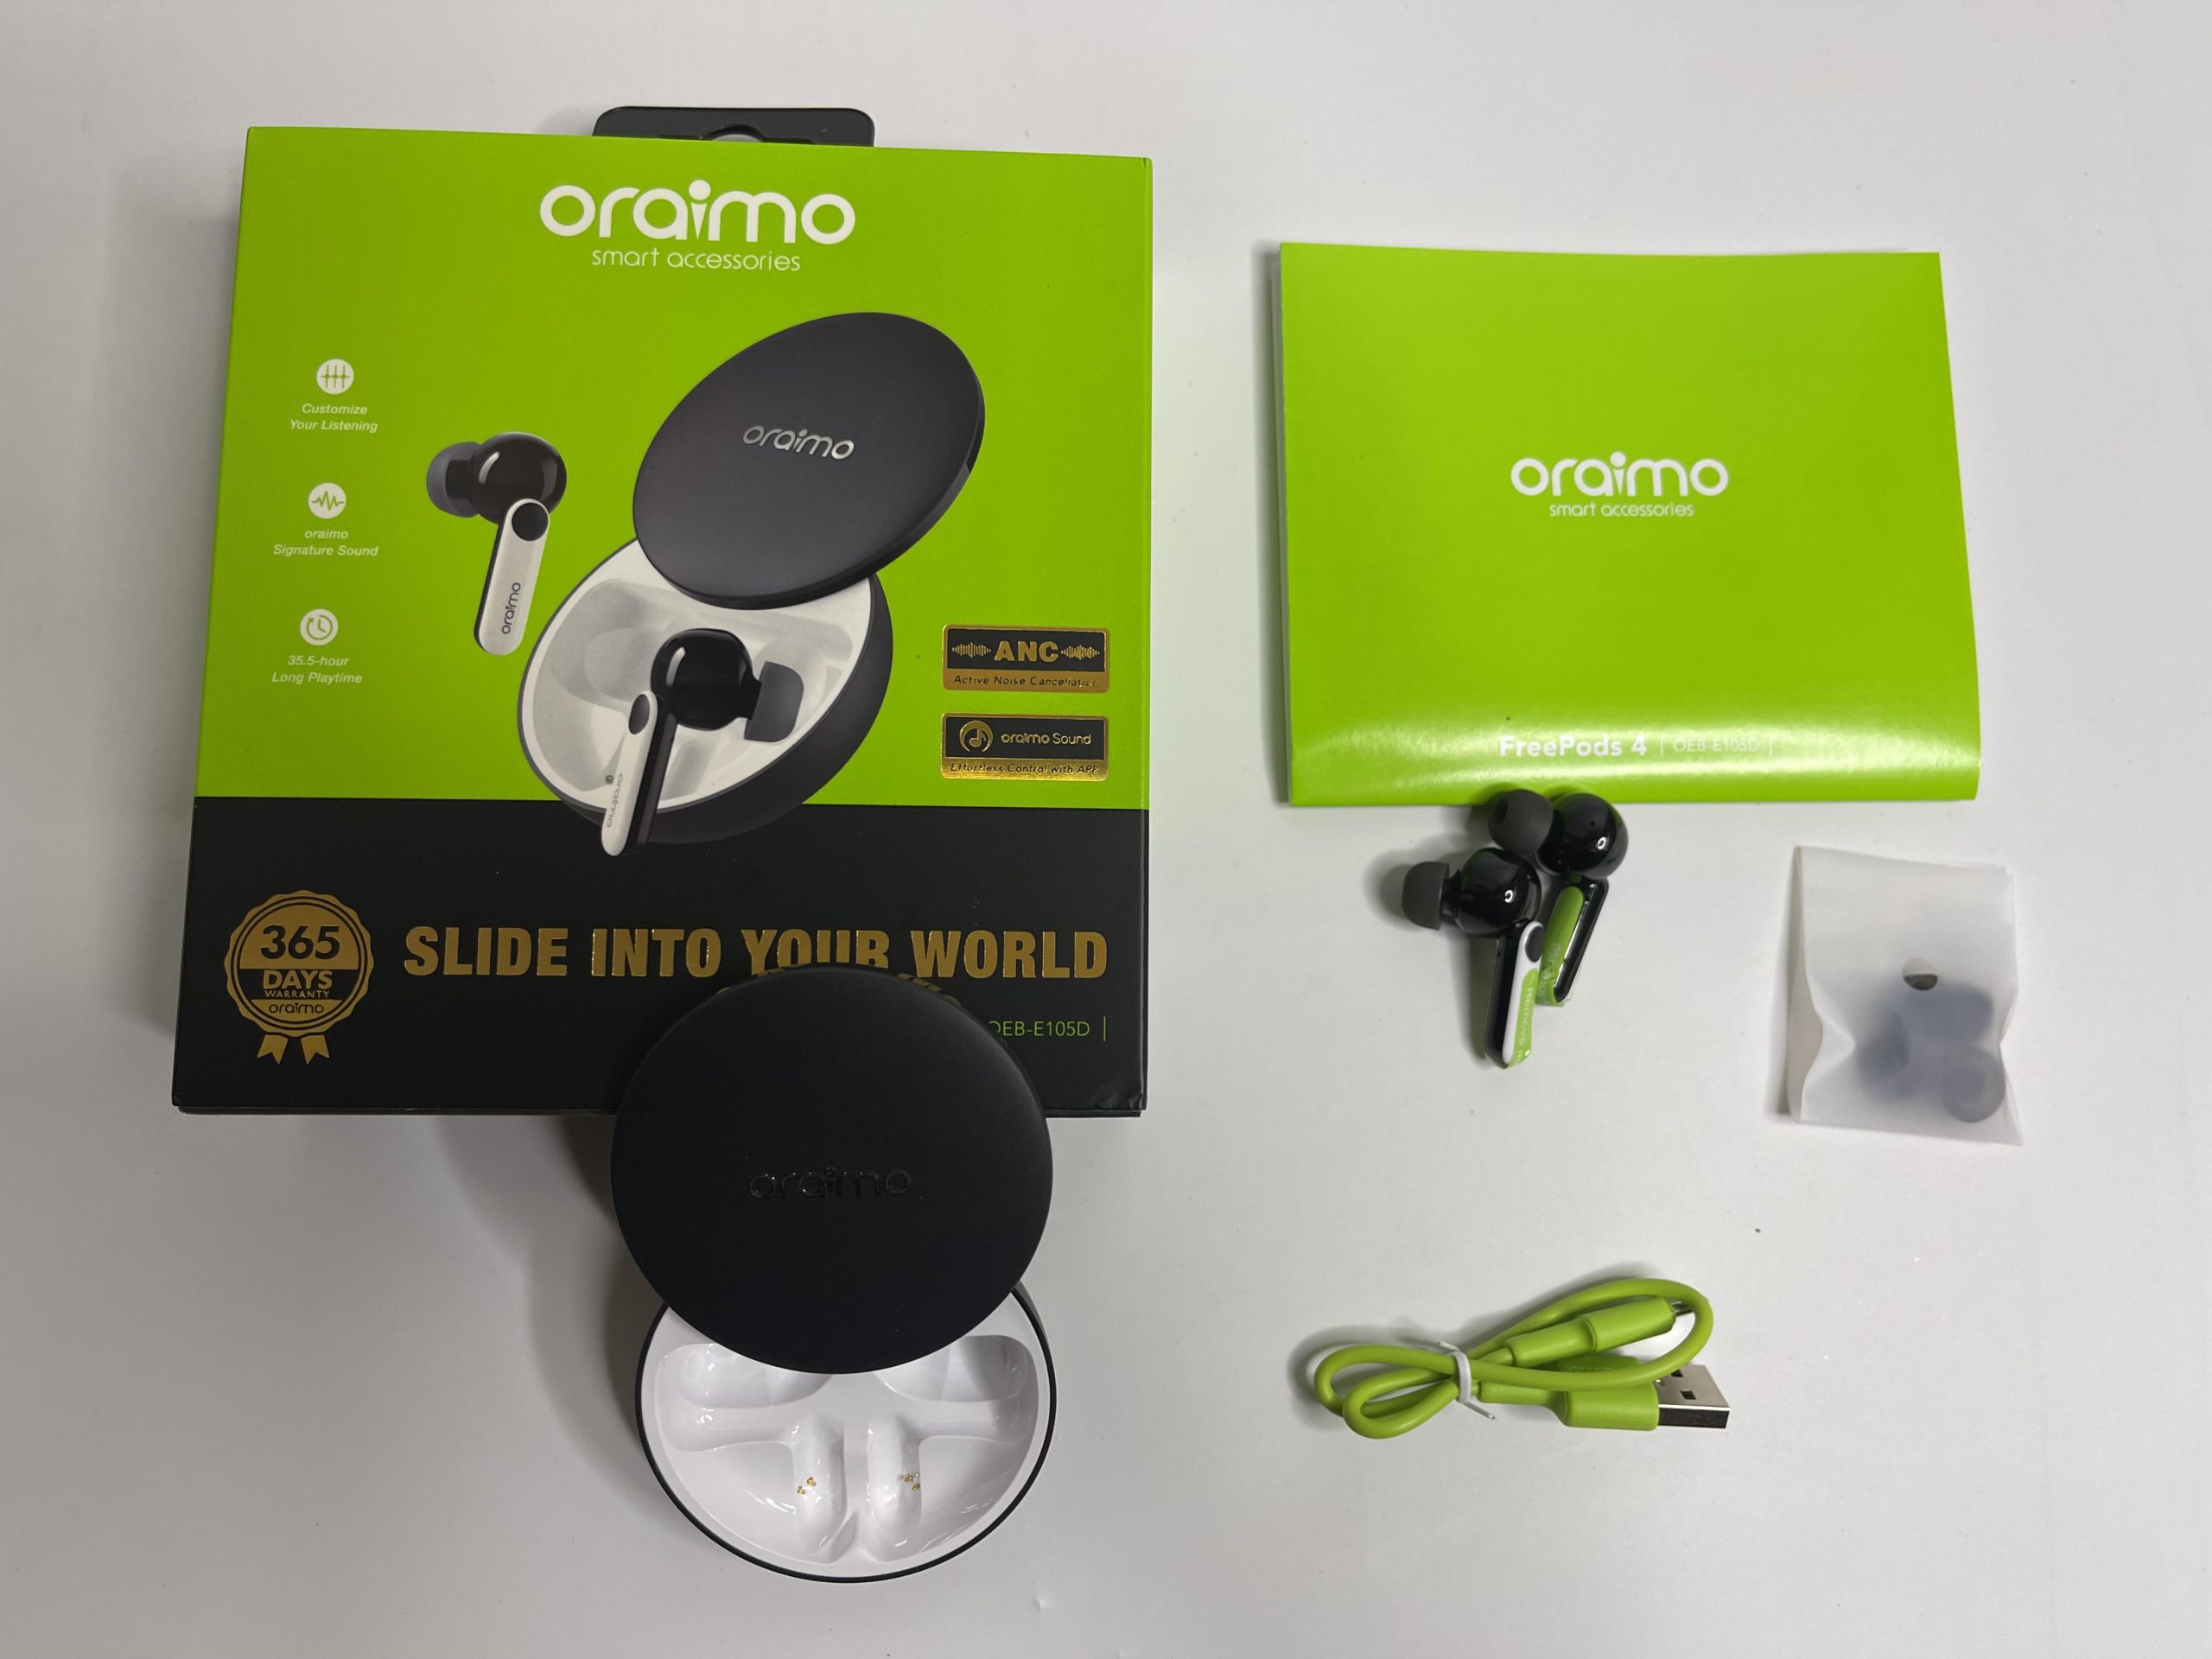 oraimo
smart accessories
Customize
Your Listening
oraimo
Signature Sound
35.5-hour
Long Playtime
oraimo
oraimo
oraimo
ANC
Active Noise Cancellation
oraimo Sound
Effortless Control with APP
365
DAYS
WARRANTY
oraimo
SLIDE INTO YOUR WORLD
OEB-E105D
oraimo
oraimo
smart accessories
FreePods 4 | OEB-E105D |
REMOVE